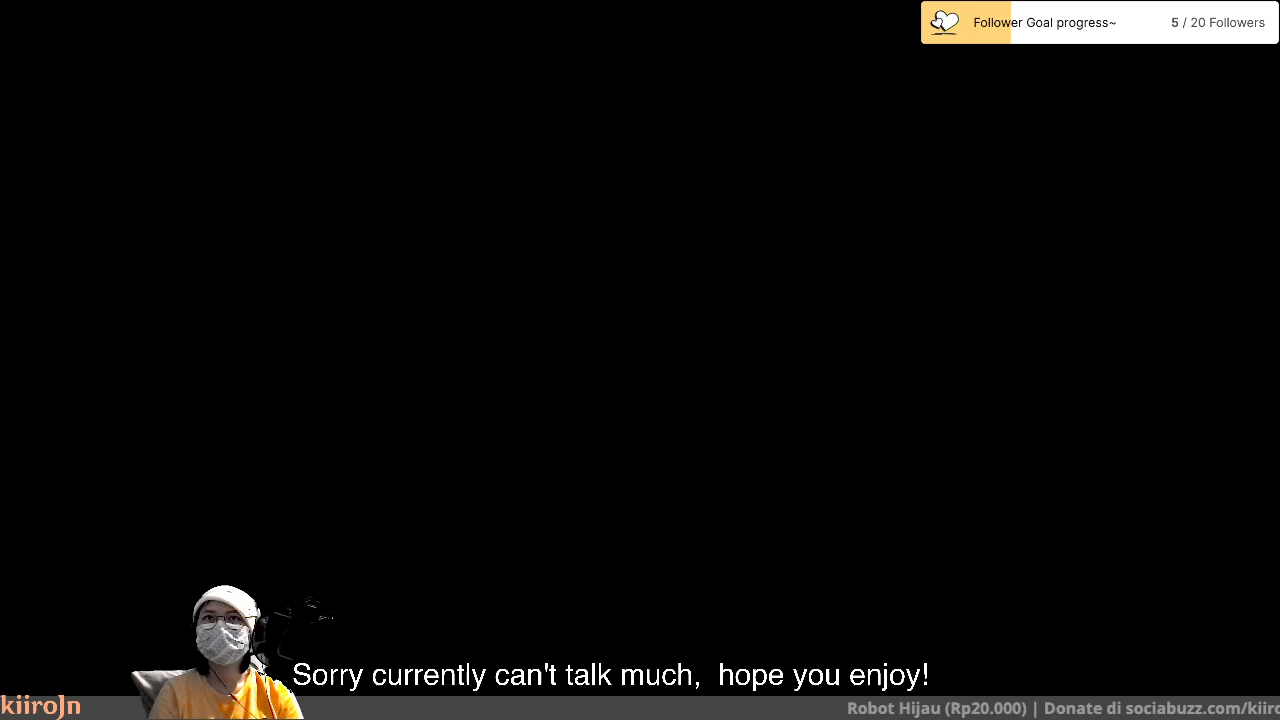 Follower Goal progress~ 5 / 20 Followers
Sorry currently can't talk much, hope you enjoy!
kiiroJn
Robot Hijau (Rp20.000) | Donate di sociabuzz.com/kiiro